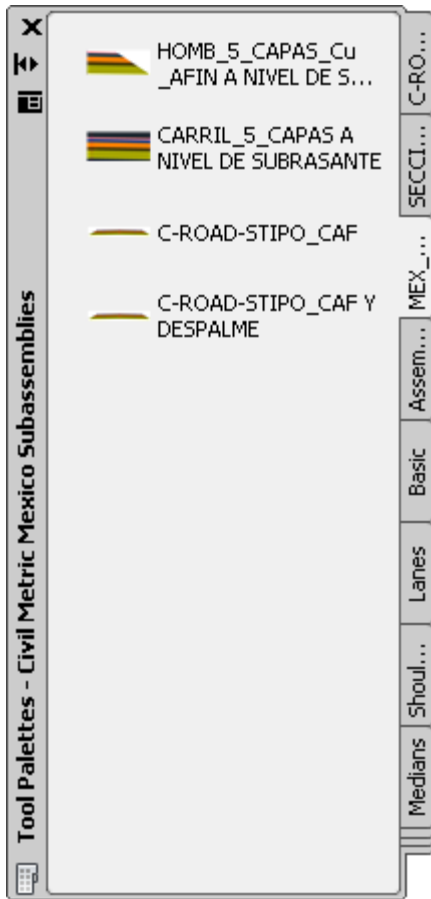 HOMB_5_CAPAS_Cu
_AFIN A NIVEL DE S...
CARRIL_5_CAPAS A
NIVEL DE SUBRASANTE
C-ROAD-STIPO_CAF
C-ROAD-STIPO_CAF Y
DESPALME
C-RO...
SECCI...
MEX_...
Assem...
Basic
Lanes
Shoul...
Medians
Tool Palettes - Civil Metric Mexico Subassemblies